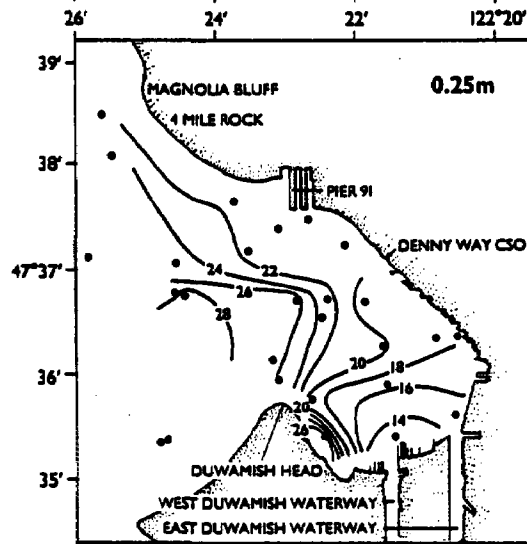 26' 24' 22' 122°20'
39'
0.25m
MAGNOLIA BLUFF
4 MILE ROCK
38'
PIER 91
DENNY WAY CSO
47°37'
24 22
26
28
20 18
36'
16
20
14
26
DUWAMISH HEAD
35'
WEST DUWAMISH WATERWAY
EAST DUWAMISH WATERWAY